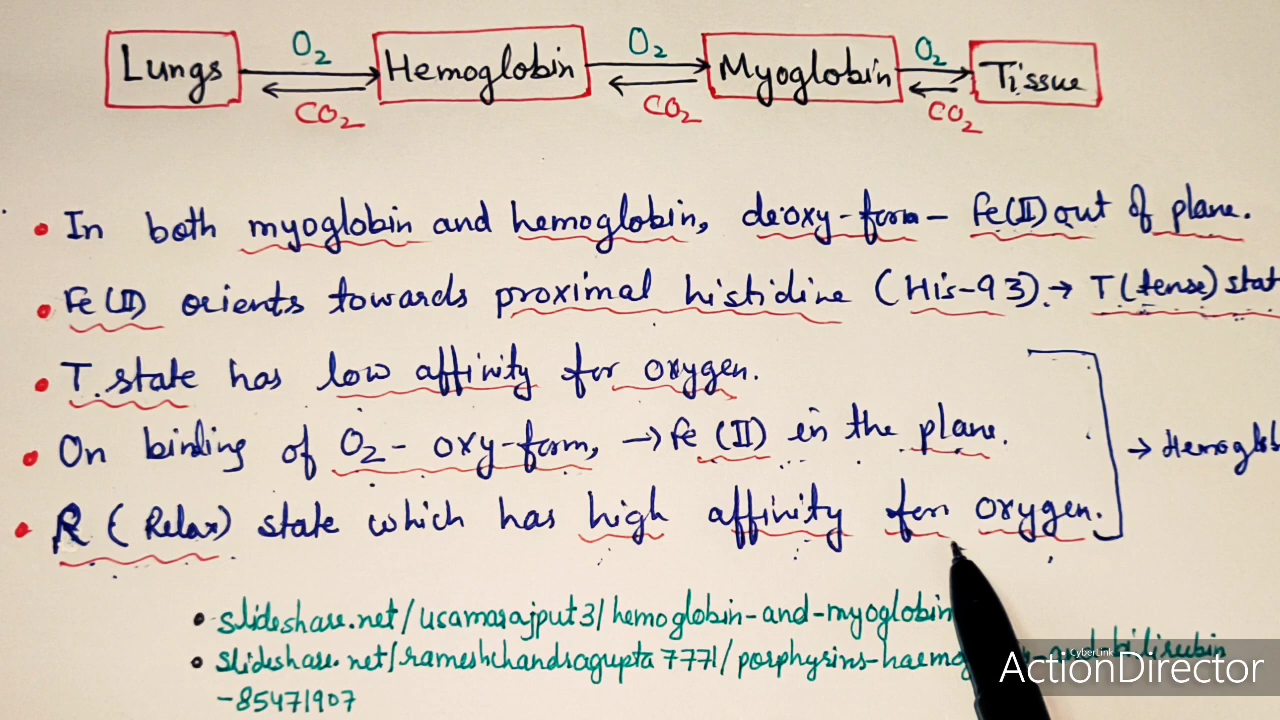 O₂ O₂ O₂
Lungs Hemoglobin Myoglobin Tissue
CO₂ CO₂ CO₂
• In both myoglobin and hemoglobin, deoxy-form - Fe(II) out of plane.
• Fe(II) orients towards proximal histidine (His-93). → T (tense) stat
• T state has low affinity for oxygen.
• On binding of O₂ - oxy-form, → Fe (II) in the plane.
→ Hemoglob
• R (Relax) state which has high affinity for oxygen.
• slideshare.net/usamarajput3/hemoglobin-and-myoglobin
• slideshare.net/rameshchandragupta7771/porphyrins-haemog
bilirubin
-85471907
CyberLink
ActionDirector